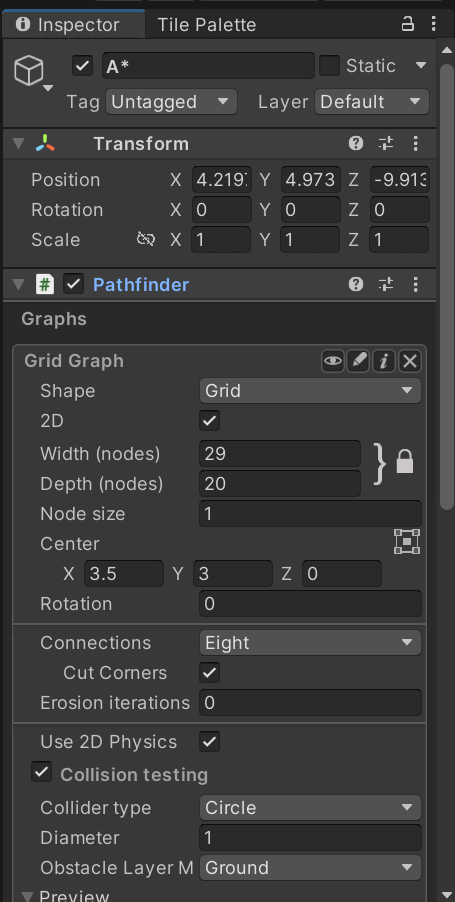 Inspector Tile Palette
A* Static
Tag Untagged Layer Default
Transform
Position X 4.219 Y 4.973 Z -9.913
Rotation X 0 Y 0 Z 0
Scale X 1 Y 1 Z 1
# Pathfinder
Graphs
Grid Graph
Shape Grid
2D
Width (nodes) 29
Depth (nodes) 20
Node size 1
Center
X 3.5 Y 3 Z 0
Rotation 0
Connections Eight
Cut Corners
Erosion iterations 0
Use 2D Physics
Collision testing
Collider type Circle
Diameter 1
Obstacle Layer M Ground
Preview